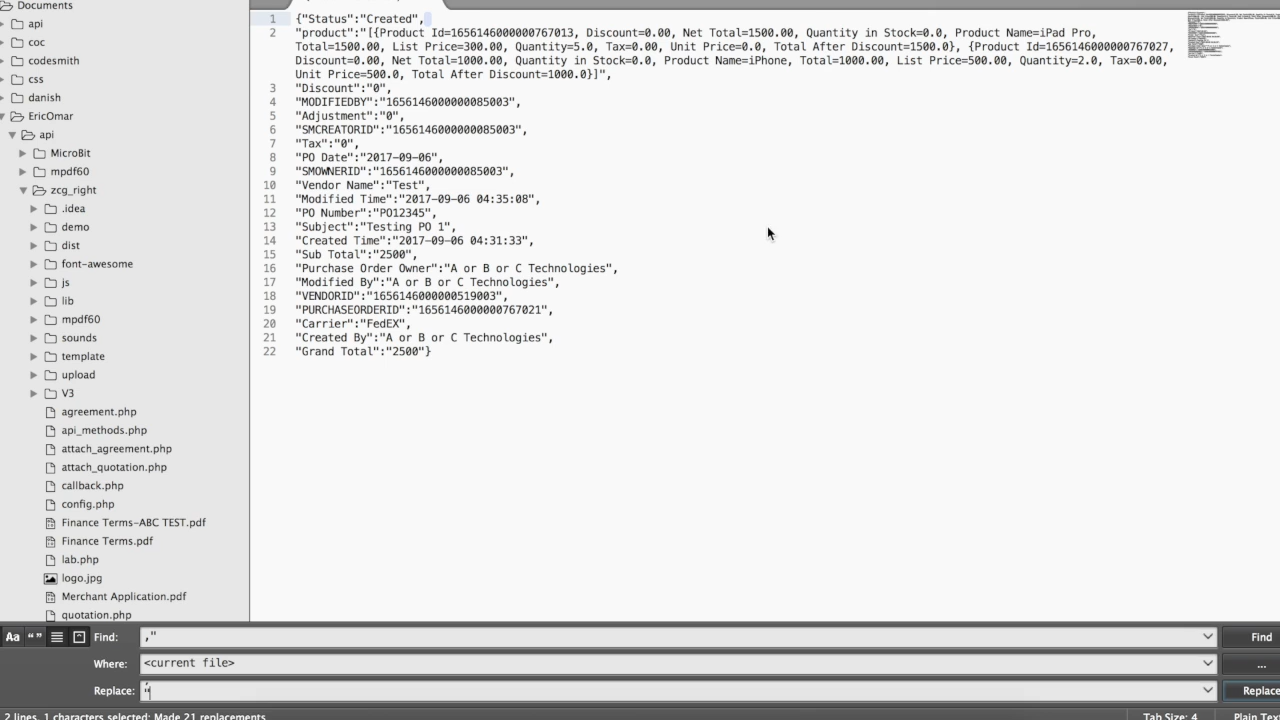 Documents
api
coc
codesmith
css
danish
EricOmar
api
MicroBit
mpdf60
zcg_right
.idea
demo
dist
font-awesome
js
lib
mpdf60
sounds
template
upload
V3
agreement.php
api_methods.php
attach_agreement.php
attach_quotation.php
callback.php
config.php
Finance Terms-ABC TEST.pdf
Finance Terms.pdf
lab.php
logo.jpg
Merchant Application.pdf
quotation.php
1 {"Status":"Created",
2 "product":"[{Product Id=1656146000000767013, Discount=0.00, Net Total=1500.00, Quantity in Stock=0.0, Product Name=iPad Pro,
Total=1500.00, List Price=300.00, Quantity=5.0, Tax=0.00, Unit Price=0.0, Total After Discount=1500.0}, {Product Id=1656146000000767027,
Discount=0.00, Net Total=1000.00, Quantity in Stock=0.0, Product Name=iPhone, Total=1000.00, List Price=500.00, Quantity=2.0, Tax=0.00,
Unit Price=500.0, Total After Discount=1000.0}]",
3 "Discount":"0",
4 "MODIFIEDBY":"1656146000000085003",
5 "Adjustment":"0",
6 "SMCREATORID":"1656146000000085003",
7 "Tax":"0",
8 "PO Date":"2017-09-06",
9 "SMOWNERID":"1656146000000085003",
10 "Vendor Name":"Test",
11 "Modified Time":"2017-09-06 04:35:08",
12 "PO Number":"PO12345",
13 "Subject":"Testing PO 1",
14 "Created Time":"2017-09-06 04:31:33",
15 "Sub Total":"2500",
16 "Purchase Order Owner":"A or B or C Technologies",
17 "Modified By":"A or B or C Technologies",
18 "VENDORID":"1656146000000519003",
19 "PURCHASEORDERID":"1656146000000767021",
20 "Carrier":"FedEX",
21 "Created By":"A or B or C Technologies",
22 "Grand Total":"2500"}
Aa “” Find: ," Find
Where: <current file> ...
Replace: " Replace
2 lines, 1 characters selected; Made 21 replacements Tab Size: 4 Plain Tex